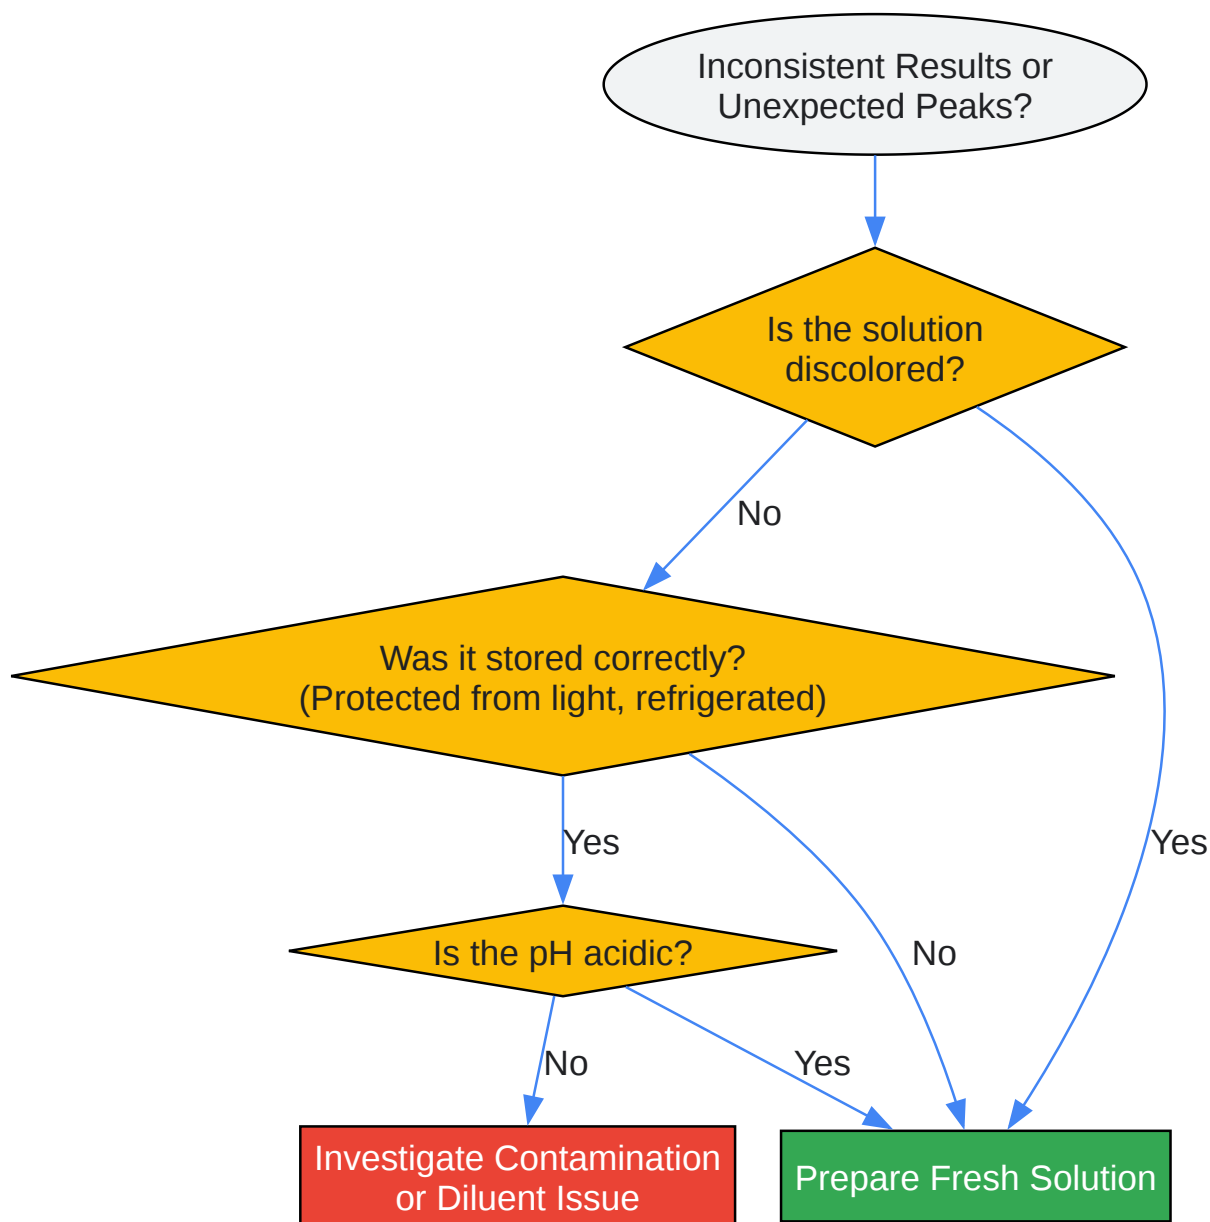 Inconsistent Results or
Unexpected Peaks?
Is the solution
discolored?
No
Was it stored correctly?
(Protected from light, refrigerated)
Yes
Yes
Is the pH acidic?
No
No
Yes
Investigate Contamination
or Diluent Issue
Prepare Fresh Solution